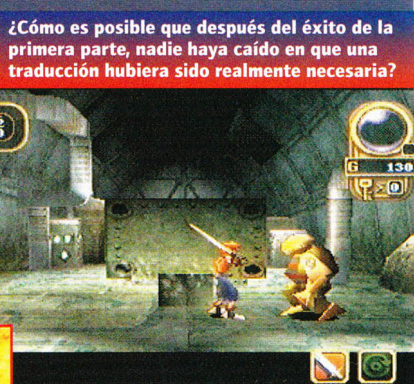 ¿Cómo es posible que después del éxito de la
primera parte, nadie haya caído en que una
traducción hubiera sido realmente necesaria?
G 130
0